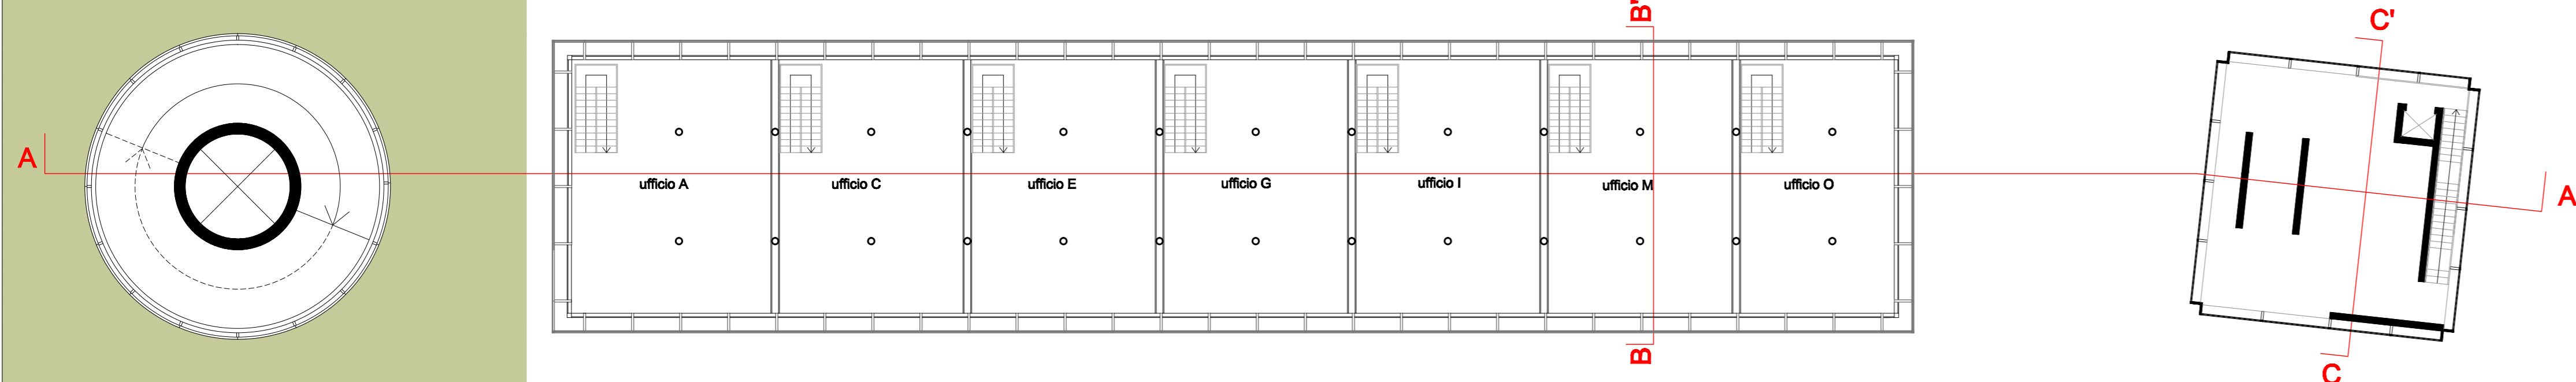 A
ufficio A
ufficio C
ufficio E
ufficio G
ufficio I
ufficio M
ufficio O
B'
B
C'
C
A